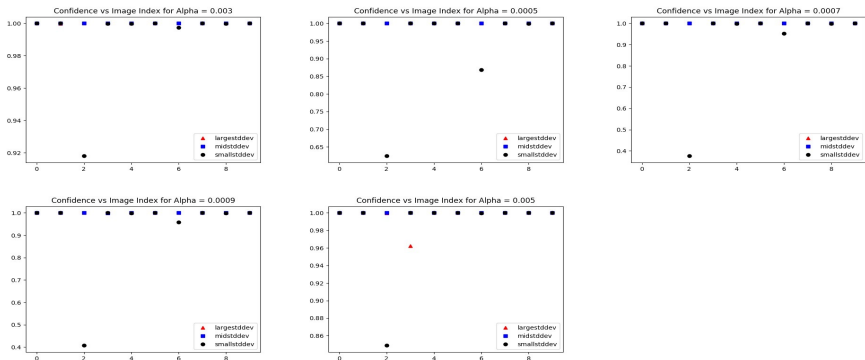 Confidence vs Image Index for Alpha = 0.003
1.00
0.98
0.96
0.94
0.92
0 2 4 6 8
largestddev
midstddev
smallstddev
Confidence vs Image Index for Alpha = 0.0005
1.00
0.95
0.90
0.85
0.80
0.75
0.70
0.65
0 2 4 6 8
largestddev
midstddev
smallstddev
Confidence vs Image Index for Alpha = 0.0007
1.0
0.9
0.8
0.7
0.6
0.5
0.4
0 2 4 6 8
largestddev
midstddev
smallstddev
Confidence vs Image Index for Alpha = 0.0009
1.0
0.9
0.8
0.7
0.6
0.5
0.4
0 2 4 6 8
largestddev
midstddev
smallstddev
Confidence vs Image Index for Alpha = 0.005
1.00
0.98
0.96
0.94
0.92
0.90
0.88
0.86
0 2 4 6 8
largestddev
midstddev
smallstddev